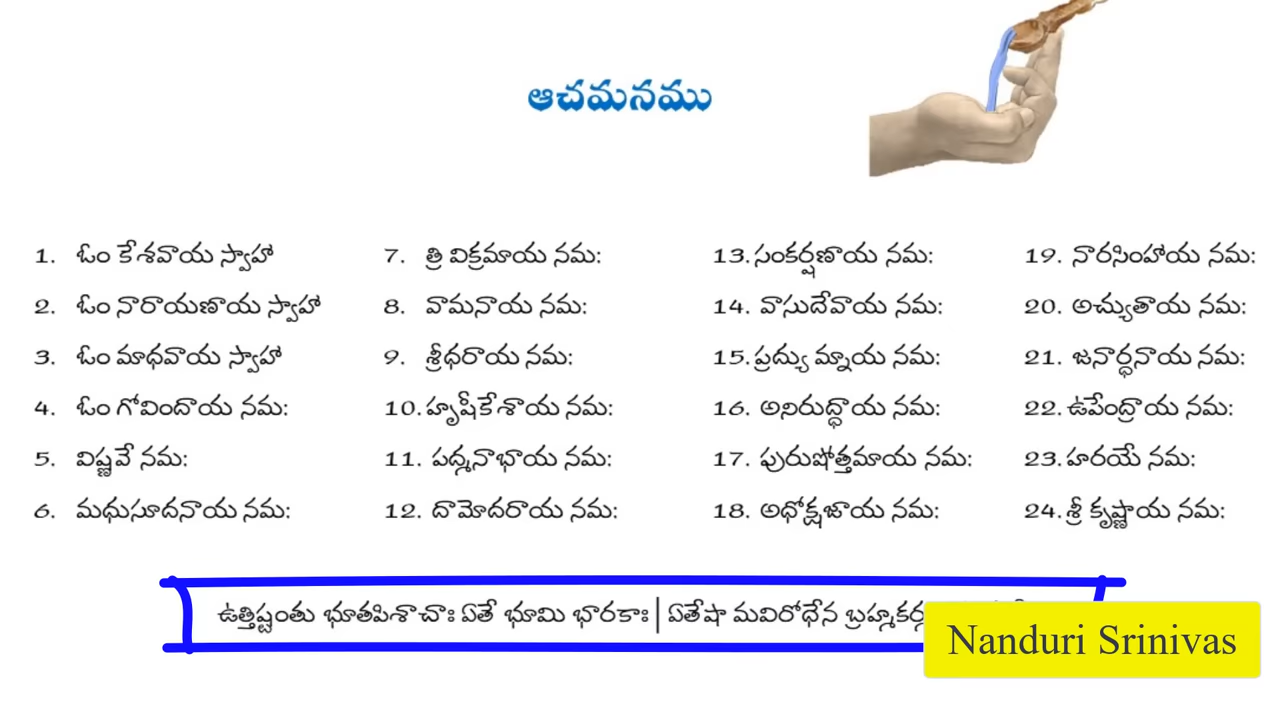 ఆచమనము
1. ఓం కేశవాయ స్వాహా
2. ఓం నారాయణాయ స్వాహా
3. ఓం మాధవాయ స్వాహా
4. ఓం గోవిందాయ నమ:
5. విష్ణవే నమ:
6. మధుసూదనాయ నమ:
7. త్రి విక్రమాయ నమ:
8. వామనాయ నమ:
9. శ్రీధరాయ నమ:
10. హృషీకేశాయ నమ:
11. పద్మనాభాయ నమ:
12. దామోదరాయ నమ:
13. సంకర్షణాయ నమ:
14. వాసుదేవాయ నమ:
15. ప్రద్యు మ్నాయ నమ:
16. అనిరుద్ధాయ నమ:
17. పురుషోత్తమాయ నమ:
18. అధోక్షజాయ నమ:
19. నారసింహాయ నమ:
20. అచ్యుతాయ నమ:
21. జనార్ధనాయ నమ:
22. ఉపేంద్రాయ నమ:
23. హరయే నమ:
24. శ్రీ కృష్ణాయ నమ:
ఉత్తిష్టంతు భూతపిశాచాః ఏతే భూమి భారకాః | ఏతేషా మవిరోధేన
Nanduri Srinivas